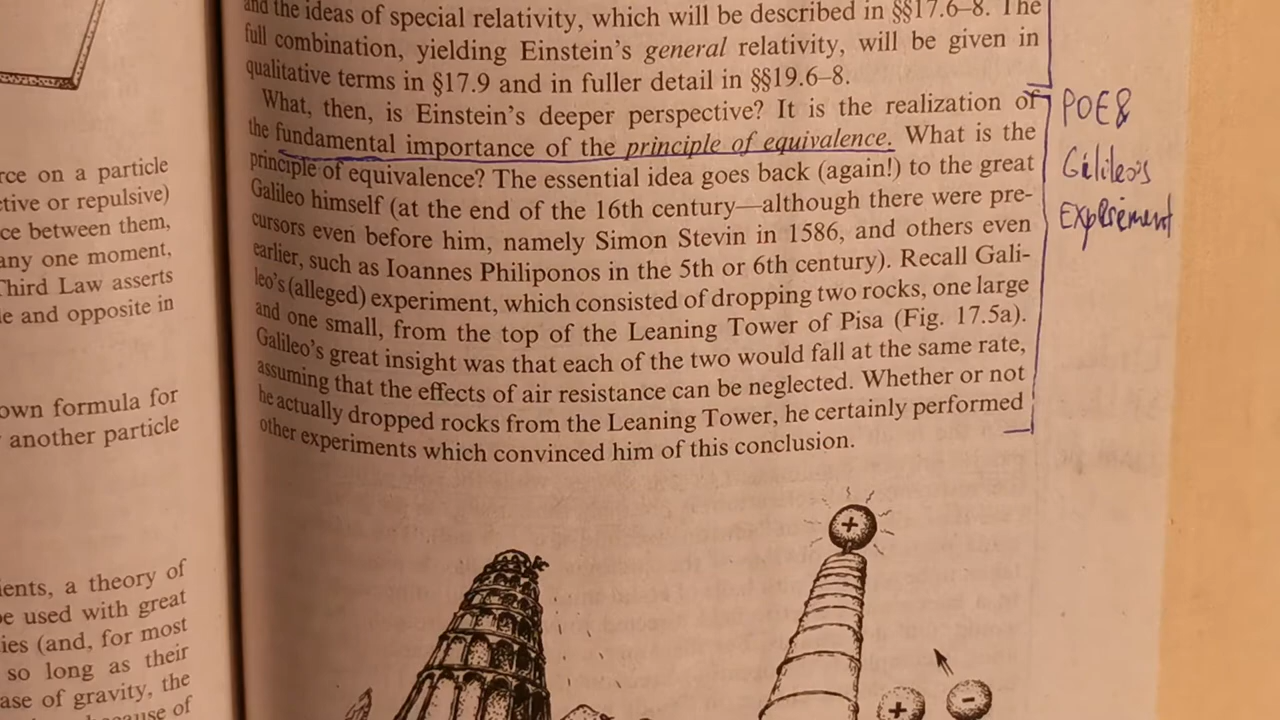 rce on a particle
ctive or repulsive)
ce between them,
any one moment,
Third Law asserts
le and opposite in
own formula for
another particle
ients, a theory of
be used with great
ies (and, for most
so long as their
ase of gravity, the
because of
and the ideas of special relativity, which will be described in §§17.6–8. The
full combination, yielding Einstein's general relativity, will be given in
qualitative terms in §17.9 and in fuller detail in §§19.6–8.
What, then, is Einstein's deeper perspective? It is the realization of
the fundamental importance of the principle of equivalence. What is the
principle of equivalence? The essential idea goes back (again!) to the great
Galileo himself (at the end of the 16th century—although there were pre-
cursors even before him, namely Simon Stevin in 1586, and others even
earlier, such as Ioannes Philiponos in the 5th or 6th century). Recall Gali-
leo's (alleged) experiment, which consisted of dropping two rocks, one large
and one small, from the top of the Leaning Tower of Pisa (Fig. 17.5a).
Galileo's great insight was that each of the two would fall at the same rate,
assuming that the effects of air resistance can be neglected. Whether or not
he actually dropped rocks from the Leaning Tower, he certainly performed
other experiments which convinced him of this conclusion.
POE &
Galileo's
Experiment
+
+
-